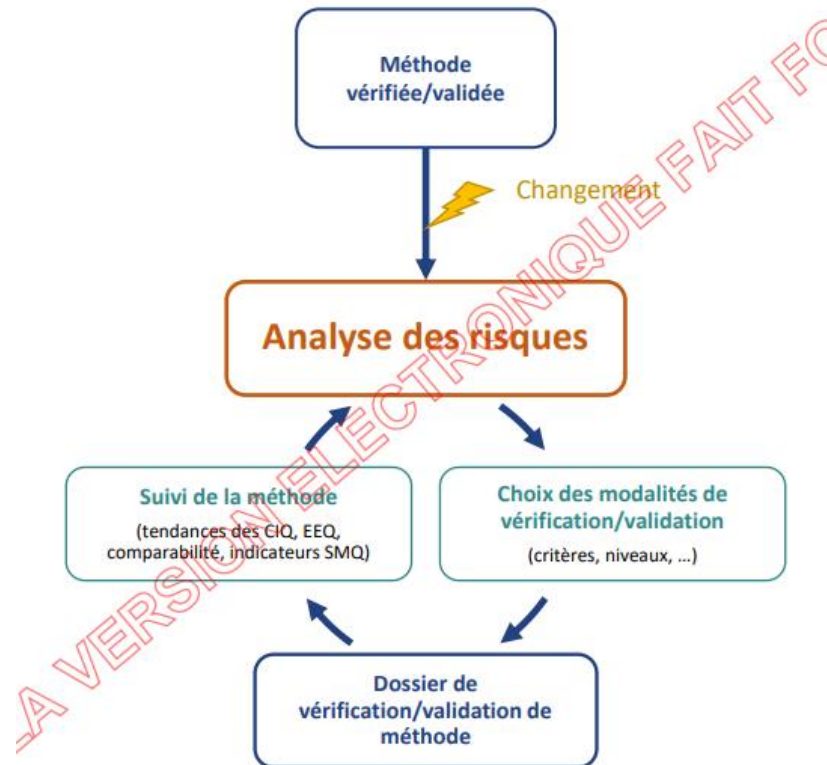 Méthode
vérifiée/validée
Changement
Analyse des risques
Suivi de la méthode
(tendances des CIQ, EEQ,
comparabilité, indicateurs SMQ)
Choix des modalités de
vérification/validation
(critères, niveaux, …)
Dossier de
vérification/validation de
méthode
LA VERSION ELECTRONIQUE FAIT